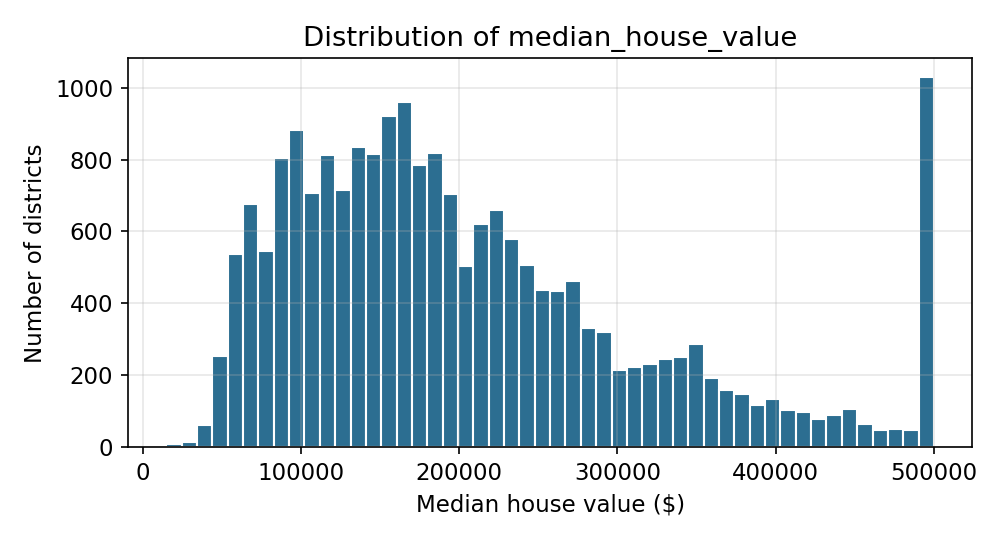 Distribution of median_house_value
Number of districts
1000
800
600
400
200
0
0 100000 200000 300000 400000 500000
Median house value ($)